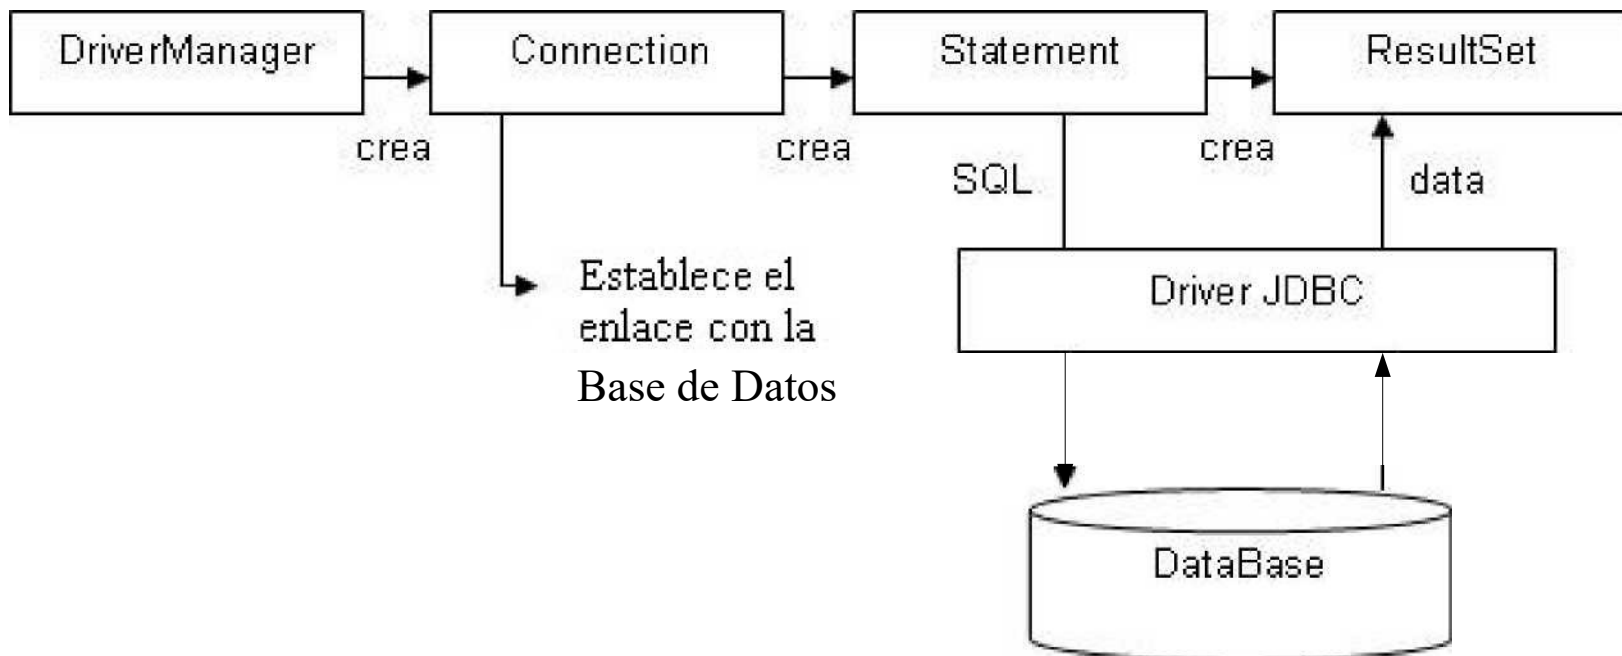 DriverManager
Connection
Statement
ResultSet
crea
crea
crea
SQL
data
Establece el
enlace con la
Base de Datos
Driver JDBC
DataBase